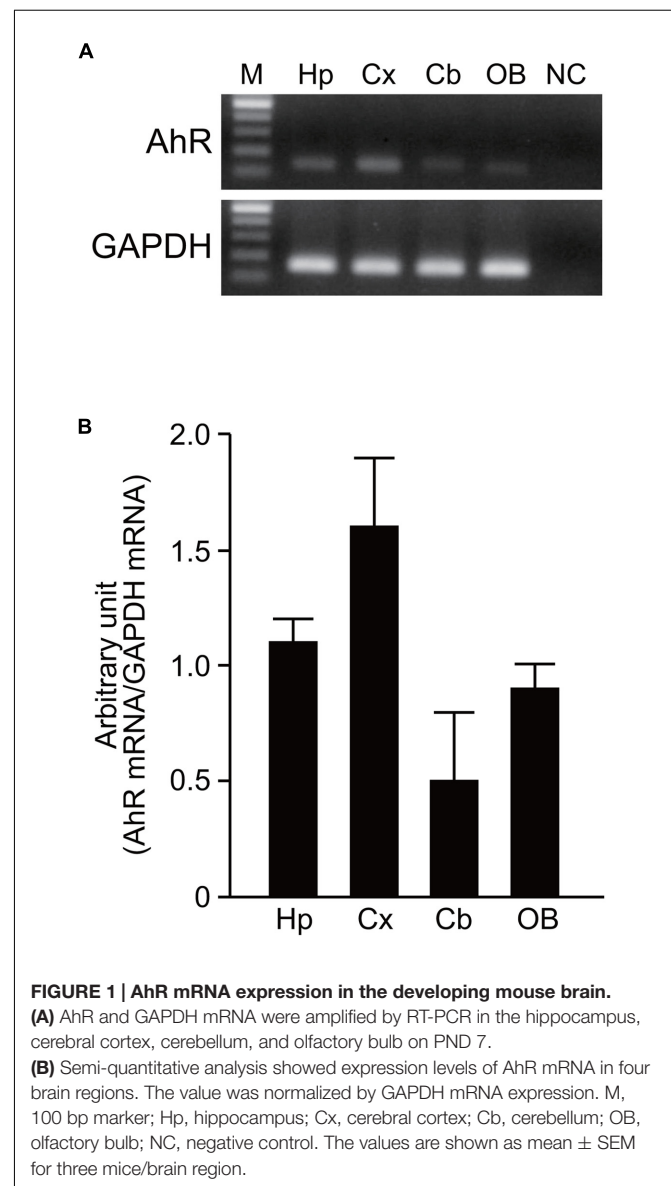 A
M Hp Cx Cb OB NC
AhR
GAPDH
B
Arbitrary unit
(AhR mRNA/GAPDH mRNA)
2.0
1.5
1.0
0.5
0
Hp Cx Cb OB
FIGURE 1 | AhR mRNA expression in the developing mouse brain.
(A) AhR and GAPDH mRNA were amplified by RT-PCR in the hippocampus,
cerebral cortex, cerebellum, and olfactory bulb on PND 7.
(B) Semi-quantitative analysis showed expression levels of AhR mRNA in four
brain regions. The value was normalized by GAPDH mRNA expression. M,
100 bp marker; Hp, hippocampus; Cx, cerebral cortex; Cb, cerebellum; OB,
olfactory bulb; NC, negative control. The values are shown as mean ± SEM
for three mice/brain region.